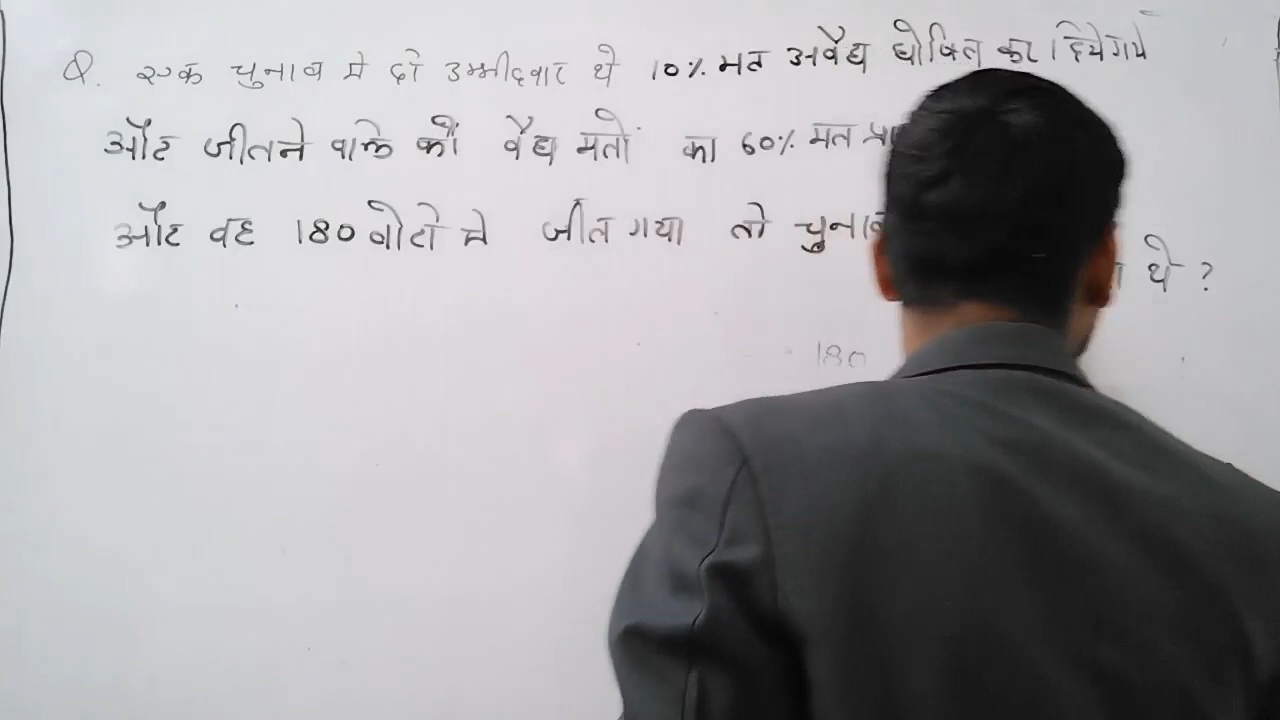 Q. एक चुनाव मे दो उम्मीदवार थे 10% मत अवैध घोषित कर दिये गये
और जीतने वाले को वैध मतों का 60% मत
और वह 180 वोटो से जीत गया तो
थे ?
180